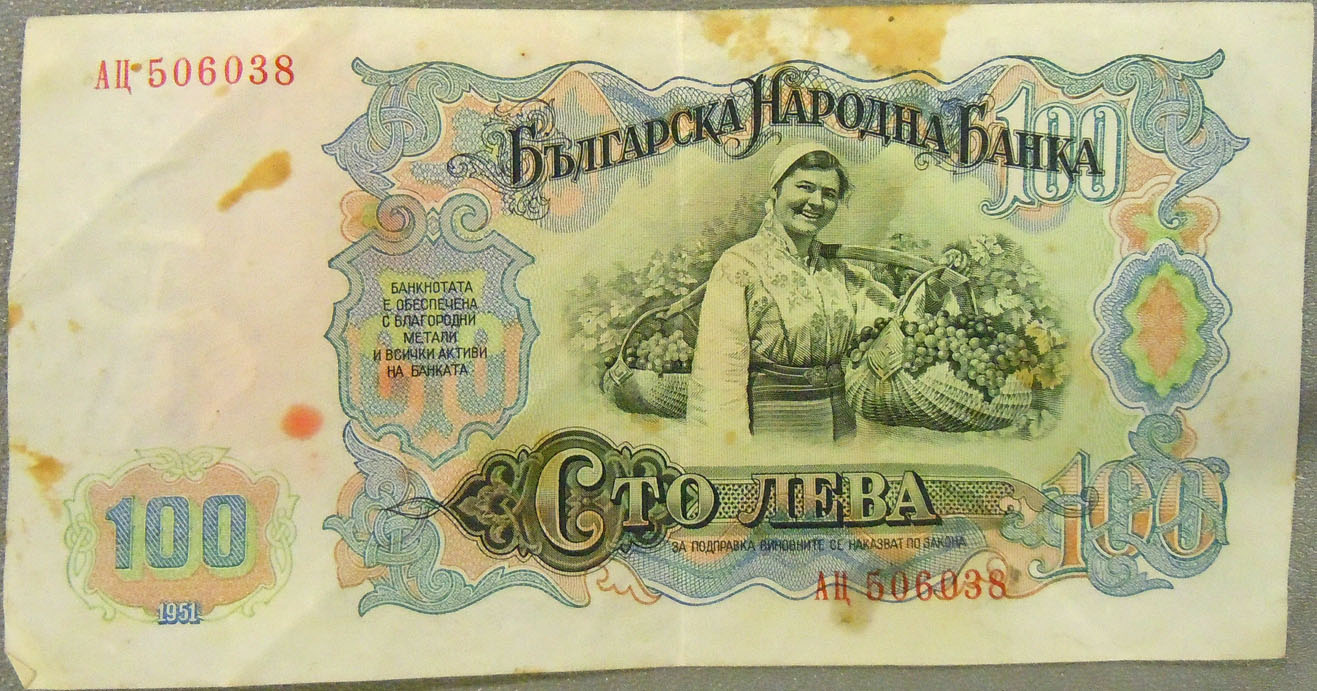 АЦ 506038
БЪЛГАРСКА НАРОДНА БАНКА
100
БАНКНОТАТА
Е ОБЕСПЕЧЕНА
С БЛАГОРОДНИ
МЕТАЛИ
И ВСИЧКИ АКТИВИ
НА БАНКАТА
100
СТО ЛЕВА
100
ЗА ПОДПРАВКА ВИНОВНИТЕ СЕ НАКАЗВАТ ПО ЗАКОНА
100
АЦ 506038
1951